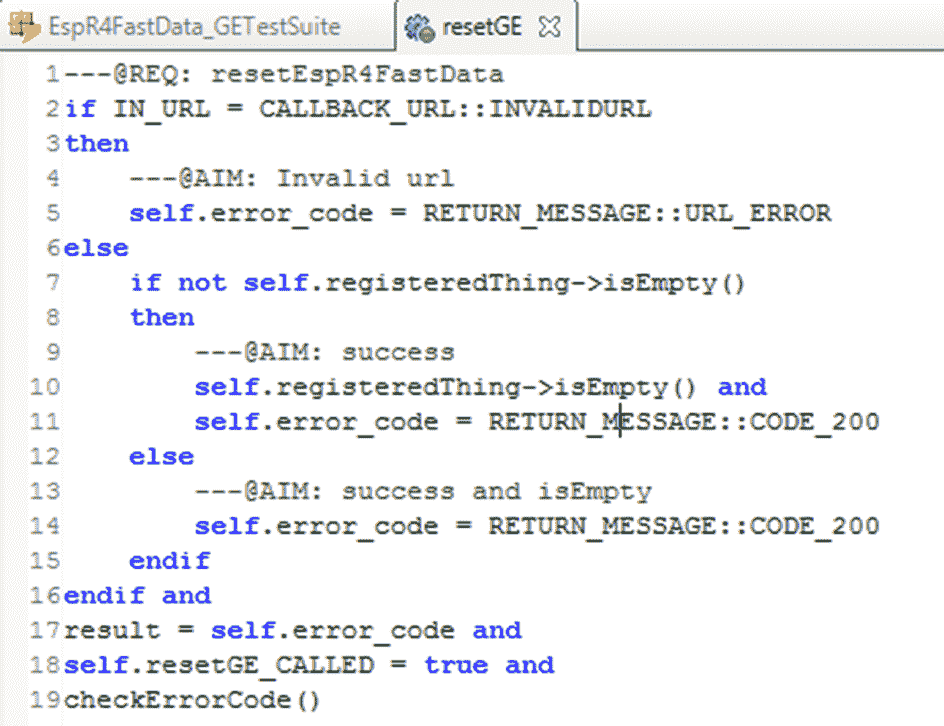 EspR4FastData_GETestSuite resetGE
1---@REQ: resetEspR4FastData
2if IN_URL = CALLBACK_URL::INVALIDURL
3then
4    ---@AIM: Invalid url
5    self.error_code = RETURN_MESSAGE::URL_ERROR
6else
7    if not self.registeredThing->isEmpty()
8    then
9        ---@AIM: success
10        self.registeredThing->isEmpty() and
11        self.error_code = RETURN_MESSAGE::CODE_200
12    else
13        ---@AIM: success and isEmpty
14        self.error_code = RETURN_MESSAGE::CODE_200
15    endif
16endif and
17result = self.error_code and
18self.resetGE_CALLED = true and
19checkErrorCode()